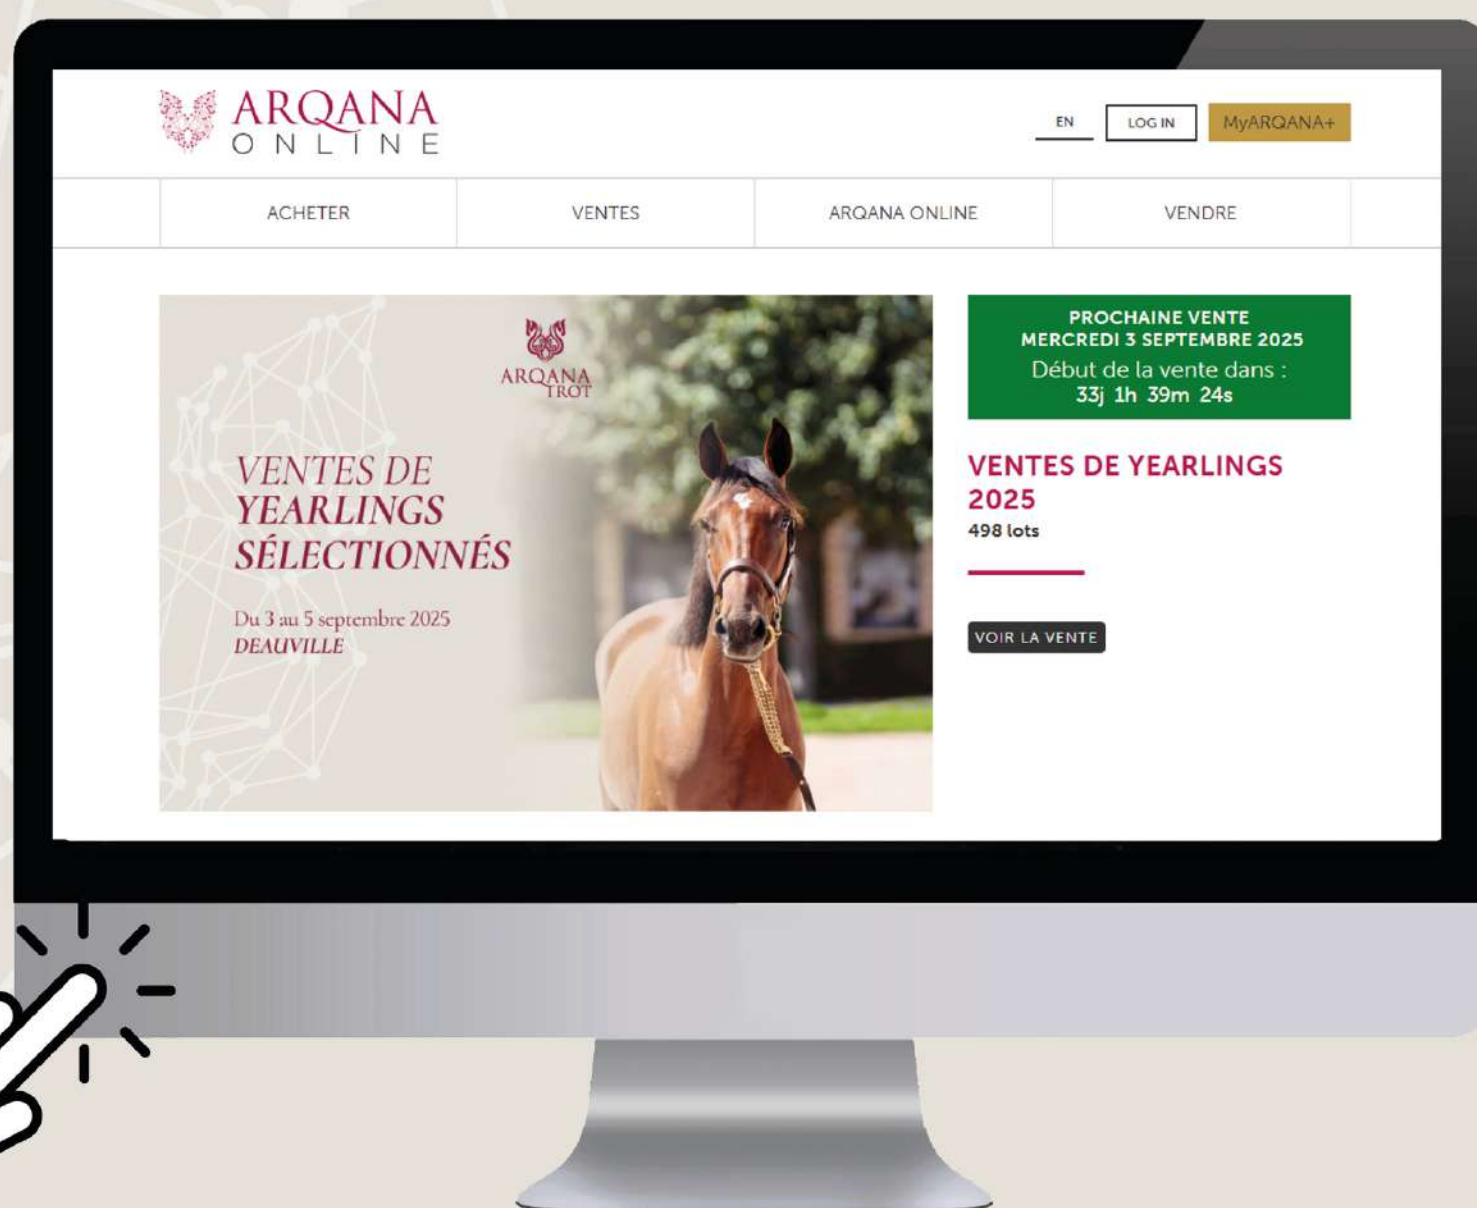 ARQANA
ONLINE
EN
LOG IN
MyARQANA+
ACHETER
VENTES
ARQANA ONLINE
VENDRE
ARQANA
TROT
VENTES DE
YEARLINGS
SÉLECTIONNÉS
Du 3 au 5 septembre 2025
DEAUVILLE
PROCHAINE VENTE
MERCREDI 3 SEPTEMBRE 2025
Début de la vente dans :
33j 1h 39m 24s
VENTES DE YEARLINGS
2025
498 lots
VOIR LA VENTE